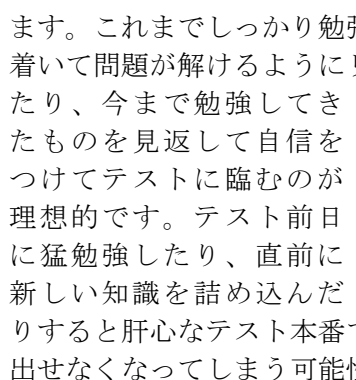 ます。これまでしっかり勉強
着いて問題が解けるように
たり、今まで勉強してき
たものを見返して自信を
つけてテストに臨むのが
理想的です。テスト前日
に猛勉強したり、直前に
新しい知識を詰め込んだ
りすると肝心なテスト本番で
出せなくなってしまう可能性